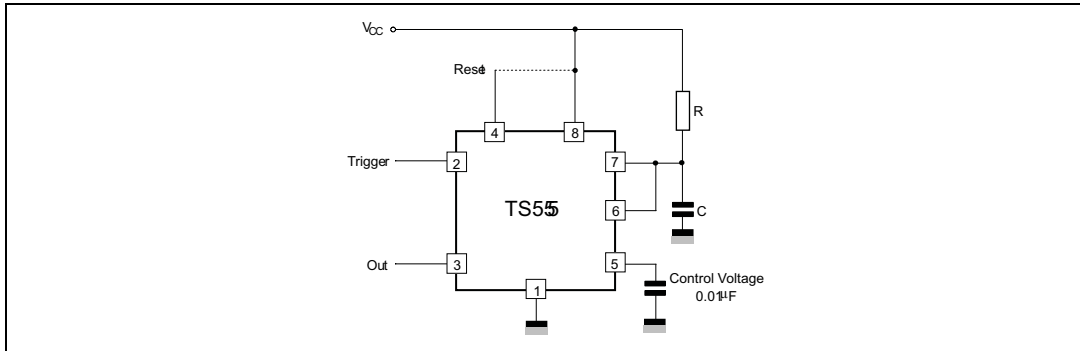 VCC
Reset
R
4
8
Trigger
2
7
TS555
6
C
Out
3
5
Control Voltage
0.01µF
1